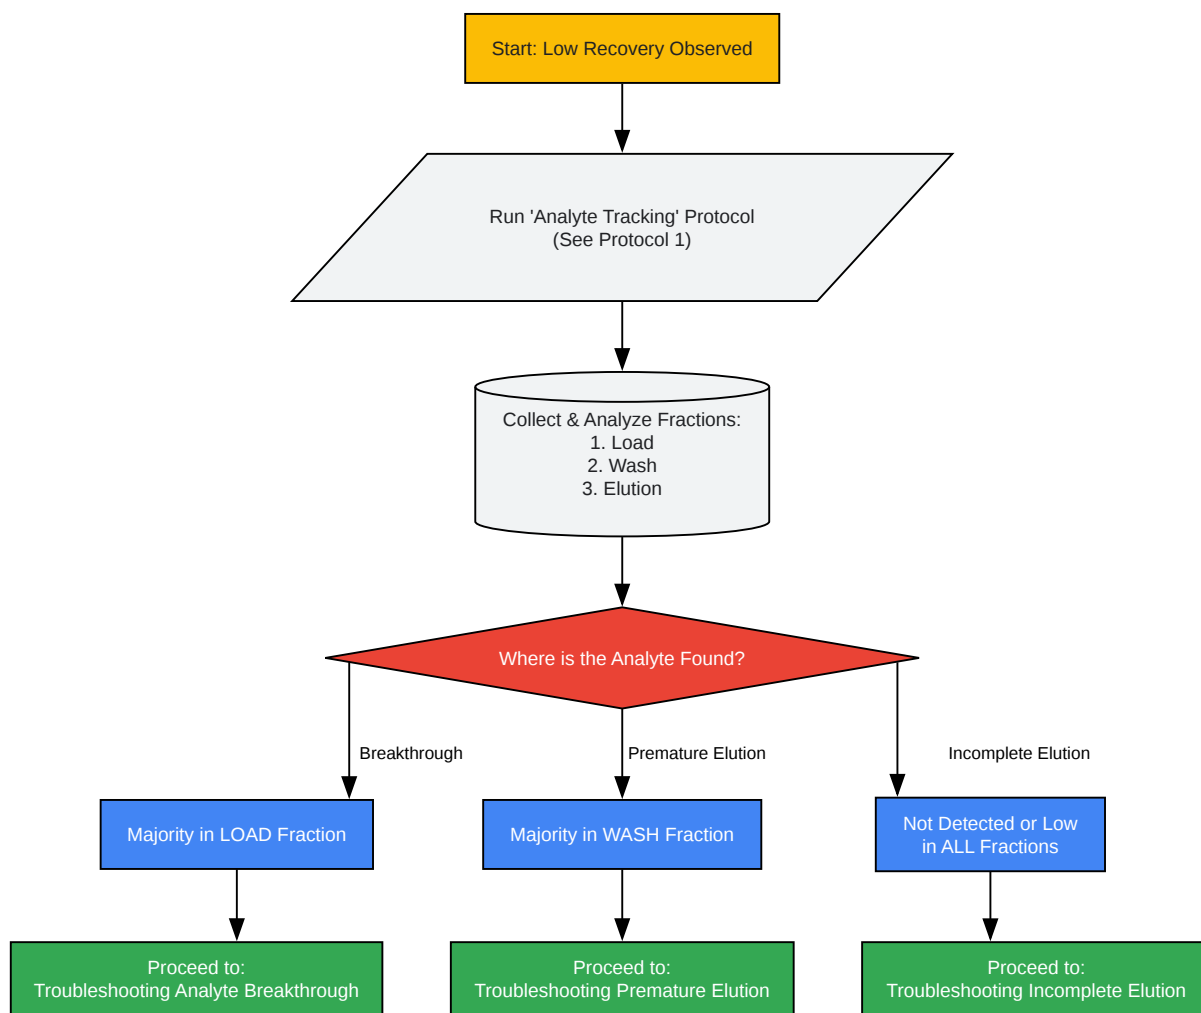 Start: Low Recovery Observed
Run 'Analyte Tracking' Protocol
(See Protocol 1)
Collect & Analyze Fractions:
1. Load
2. Wash
3. Elution
Where is the Analyte Found?
Breakthrough
Premature Elution
Incomplete Elution
Majority in LOAD Fraction
Majority in WASH Fraction
Not Detected or Low
in ALL Fractions
Proceed to:
Troubleshooting Analyte Breakthrough
Proceed to:
Troubleshooting Premature Elution
Proceed to:
Troubleshooting Incomplete Elution